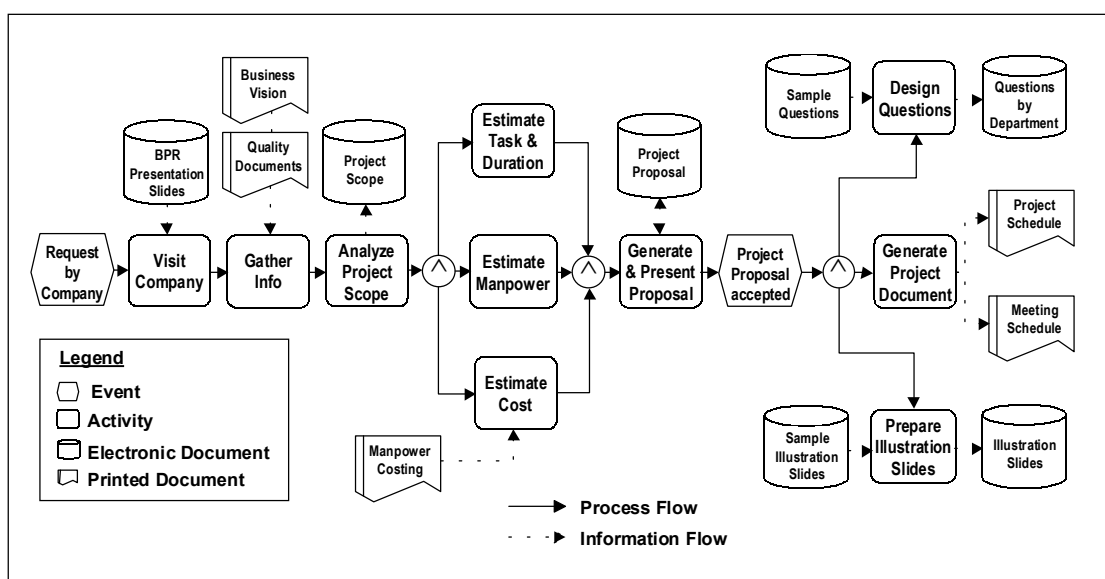 Business
Vision
Quality
Documents
BPR
Presentation
Slides
Project
Scope
Estimate
Task &
Duration
Project
Proposal
Sample
Questions
Design
Questions
Questions
by
Department
Request
by
Company
Visit
Company
Gather
Info
Analyze
Project
Scope
Estimate
Manpower
Generate
& Present
Proposal
Project
Proposal
accepted
Generate
Project
Document
Project
Schedule
Meeting
Schedule
Estimate
Cost
Manpower
Costing
Sample
Illustration
Slides
Prepare
Illustration
Slides
Illustration
Slides
Legend
Event
Activity
Electronic Document
Printed Document
Process Flow
Information Flow